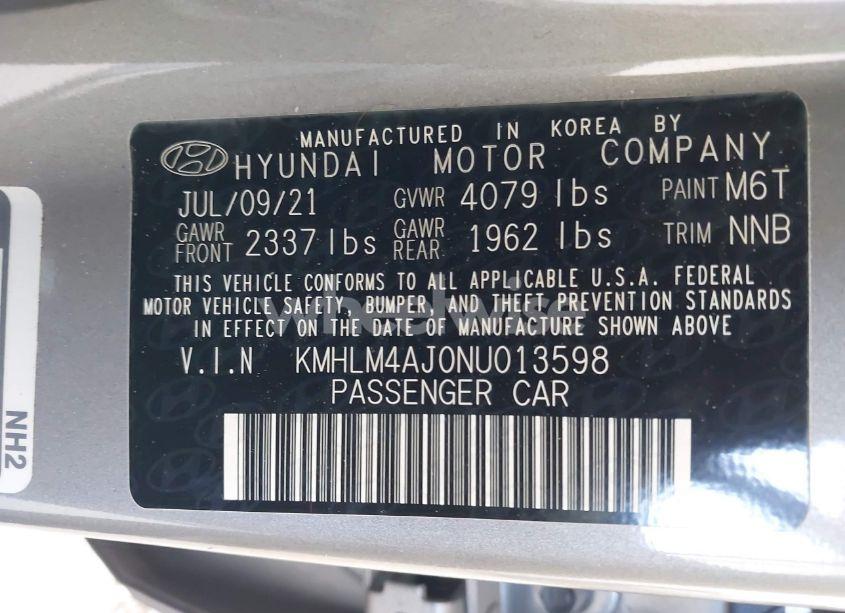 MANUFACTURED IN KOREA BY
HYUNDAI MOTOR COMPANY
JUL/09/21 GVWR 4079 lbs PAINT M6T
GAWR FRONT 2337 lbs GAWR REAR 1962 lbs TRIM NNB
THIS VEHICLE CONFORMS TO ALL APPLICABLE U.S.A. FEDERAL
MOTOR VEHICLE SAFETY, BUMPER, AND THEFT PREVENTION STANDARDS
IN EFFECT ON THE DATE OF MANUFACTURE SHOWN ABOVE
V.I.N KMHLM4AJ0NU013598
PASSENGER CAR
NH2
wheelwise